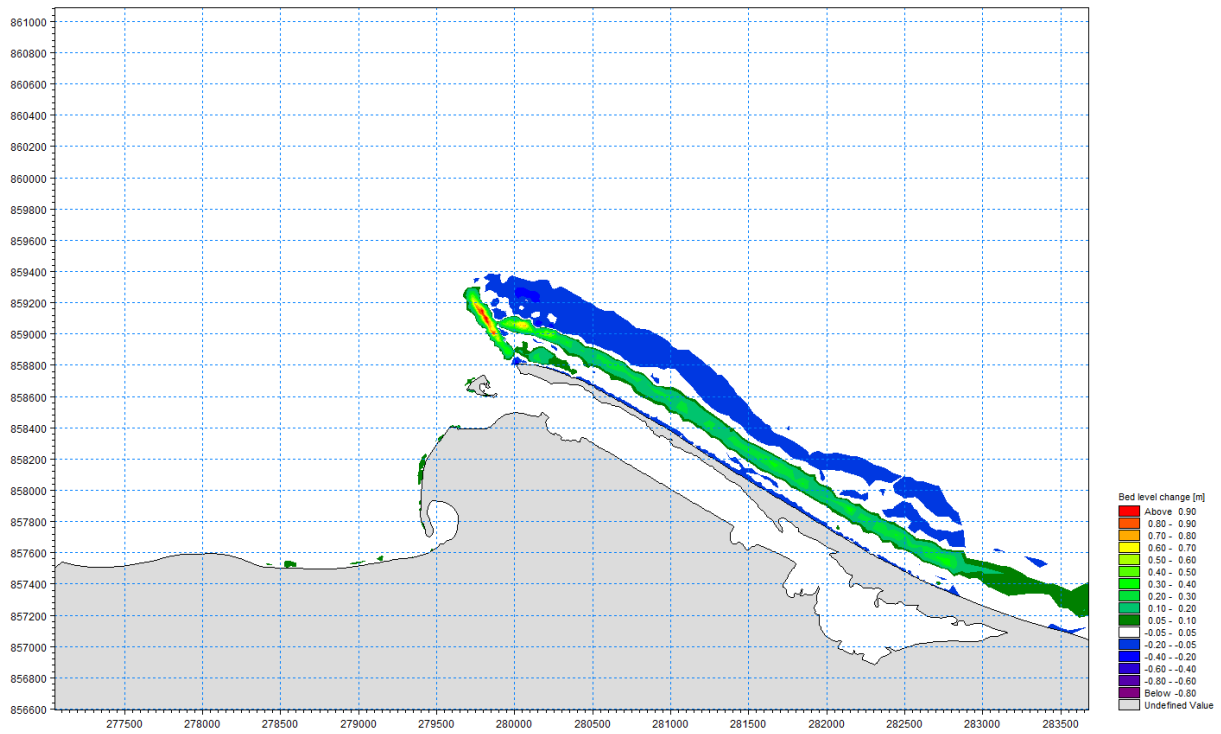 861000
860800
860600
860400
860200
860000
859800
859600
859400
859200
859000
858800
858600
858400
858200
858000
857800
857600
857400
857200
857000
856800
856600
277500 278000 278500 279000 279500 280000 280500 281000 281500 282000 282500 283000 283500
Bed level change [m]
Above 0.90
0.80 - 0.90
0.70 - 0.80
0.60 - 0.70
0.50 - 0.60
0.40 - 0.50
0.30 - 0.40
0.20 - 0.30
0.10 - 0.20
0.05 - 0.10
-0.05 - 0.05
-0.20 - -0.05
-0.40 - -0.20
-0.60 - -0.40
-0.80 - -0.60
Below -0.80
Undefined Value